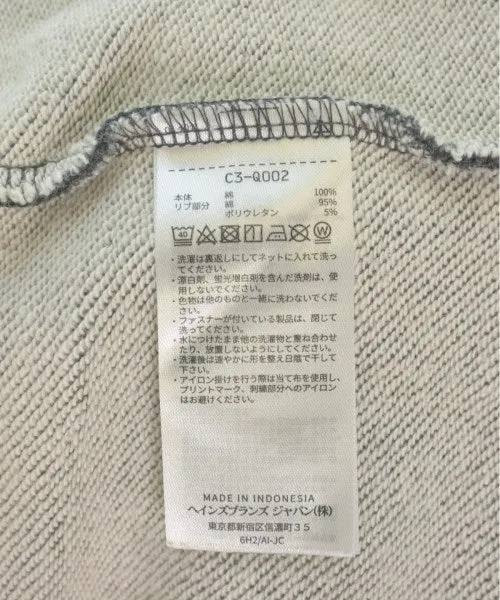 C3-Q002
本体 綿 100%
リブ部分 綿 95%
ポリウレタン 5%
40
・洗濯は裏返しにしてネットに入れて洗っ
てください。
・漂白剤、蛍光増白剤を含んだ洗剤は、使
用しないでください。
・色物は他のものと一緒に洗わないでくだ
さい。
・ファスナーが付いている製品は、閉じて
洗ってください。
・水につけたまま他の洗濯物と重ね合わせ
たり、放置しないようにしてください。
・洗濯後は速やかに形を整え日陰で干して
下さい。
・アイロン掛けを行う際は当て布を使用し、
プリントマーク、刺繍部分へのアイロン
はお避けください。
MADE IN INDONESIA
ヘインズブランズ ジャパン(株)
東京都新宿区信濃町35
6H2/AI-JC